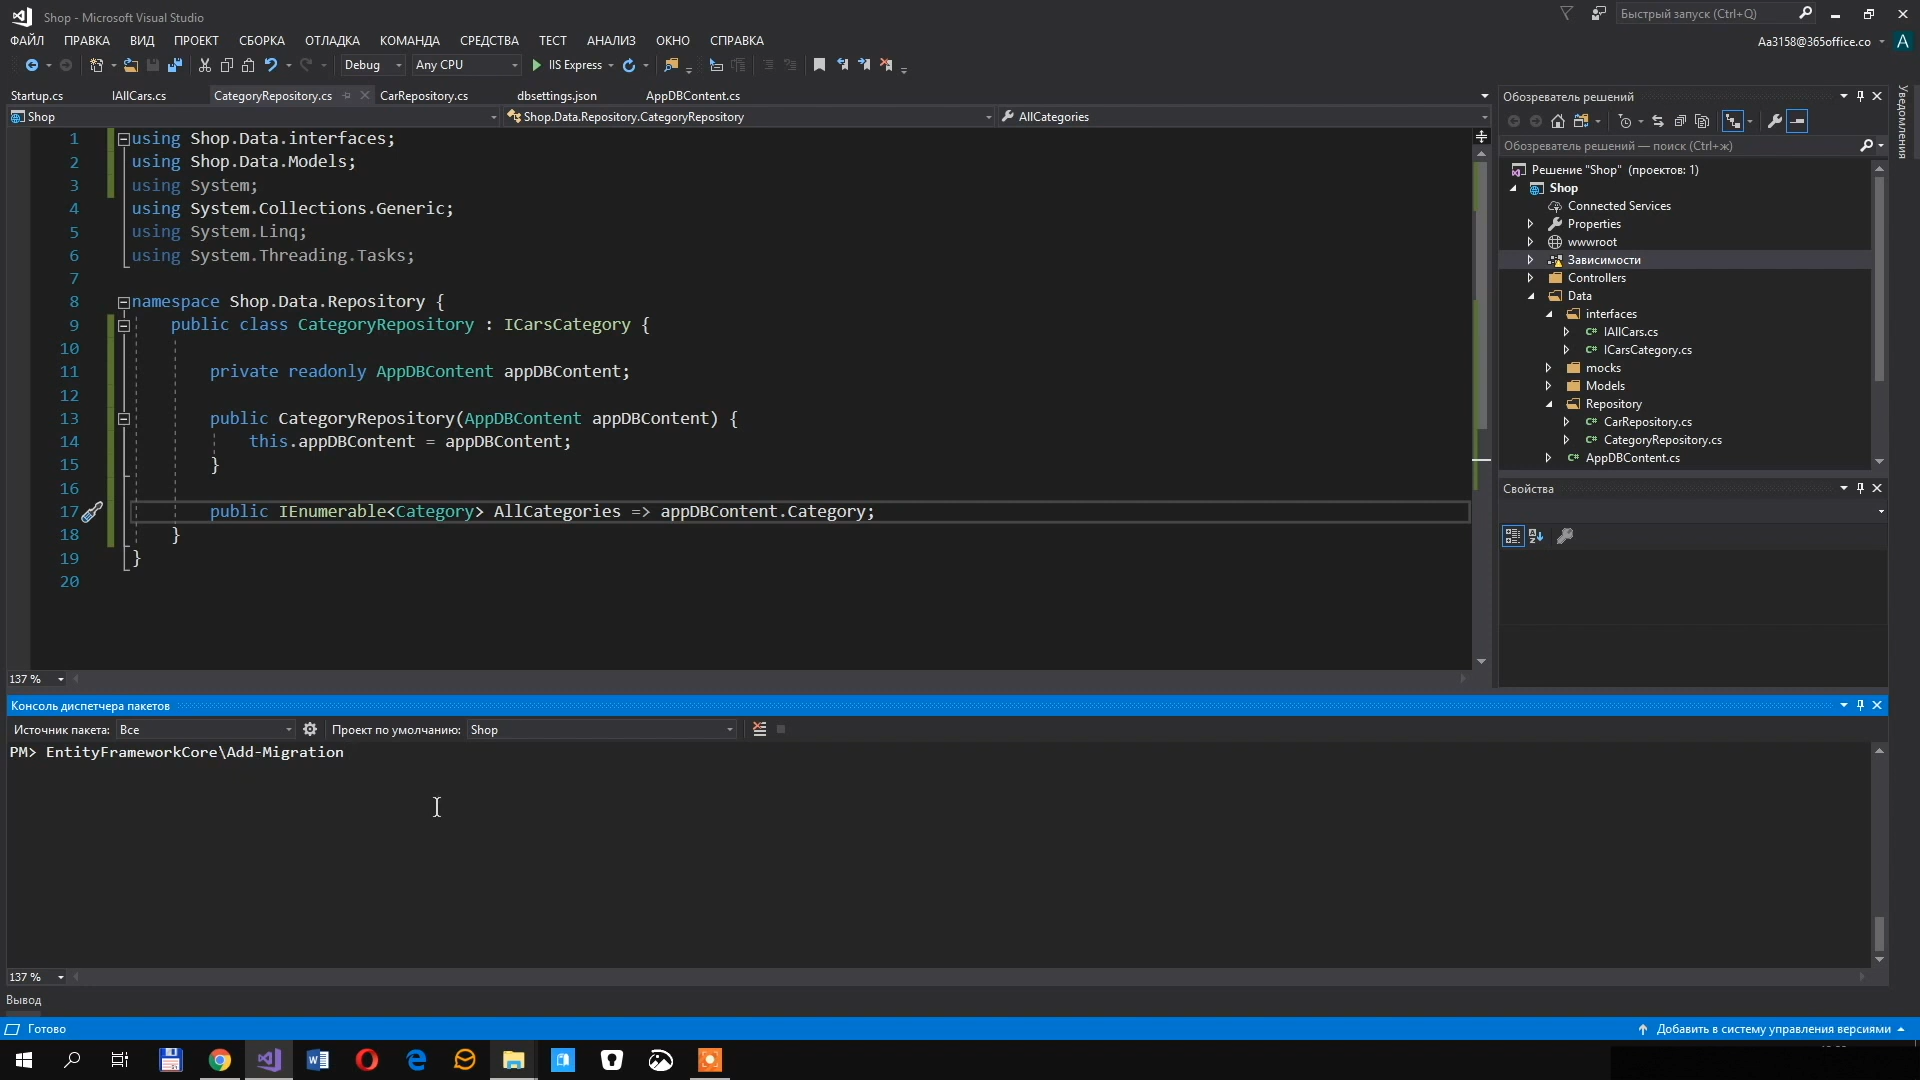 Shop - Microsoft Visual Studio
Быстрый запуск (Ctrl+Q)
ФАЙЛ ПРАВКА ВИД ПРОЕКТ СБОРКА ОТЛАДКА КОМАНДА СРЕДСТВА ТЕСТ АНАЛИЗ ОКНО СПРАВКА
Aa3158@365office.co A
Debug Any CPU IIS Express
Startup.cs IAllCars.cs CategoryRepository.cs CarRepository.cs dbsettings.json AppDBContent.cs
Shop Shop.Data.Repository.CategoryRepository AllCategories
1 using Shop.Data.interfaces;
2 using Shop.Data.Models;
3 using System;
4 using System.Collections.Generic;
5 using System.Linq;
6 using System.Threading.Tasks;
7
8 namespace Shop.Data.Repository {
9 public class CategoryRepository : ICarsCategory {
10
11 private readonly AppDBContent appDBContent;
12
13 public CategoryRepository(AppDBContent appDBContent) {
14 this.appDBContent = appDBContent;
15 }
16
17 public IEnumerable<Category> AllCategories => appDBContent.Category;
18 }
19 }
20
137 %
Обозреватель решений
Обозреватель решений — поиск (Ctrl+ж)
Решение "Shop" (проектов: 1)
Shop
Connected Services
Properties
wwwroot
Зависимости
Controllers
Data
interfaces
C# IAllCars.cs
C# ICarsCategory.cs
mocks
Models
Repository
C# CarRepository.cs
C# CategoryRepository.cs
C# AppDBContent.cs
Уведомления
Свойства
Консоль диспетчера пакетов
Источник пакета: Все Проект по умолчанию: Shop
PM> EntityFrameworkCore\Add-Migration
137 %
Вывод
Готово
Добавить в систему управления версиями